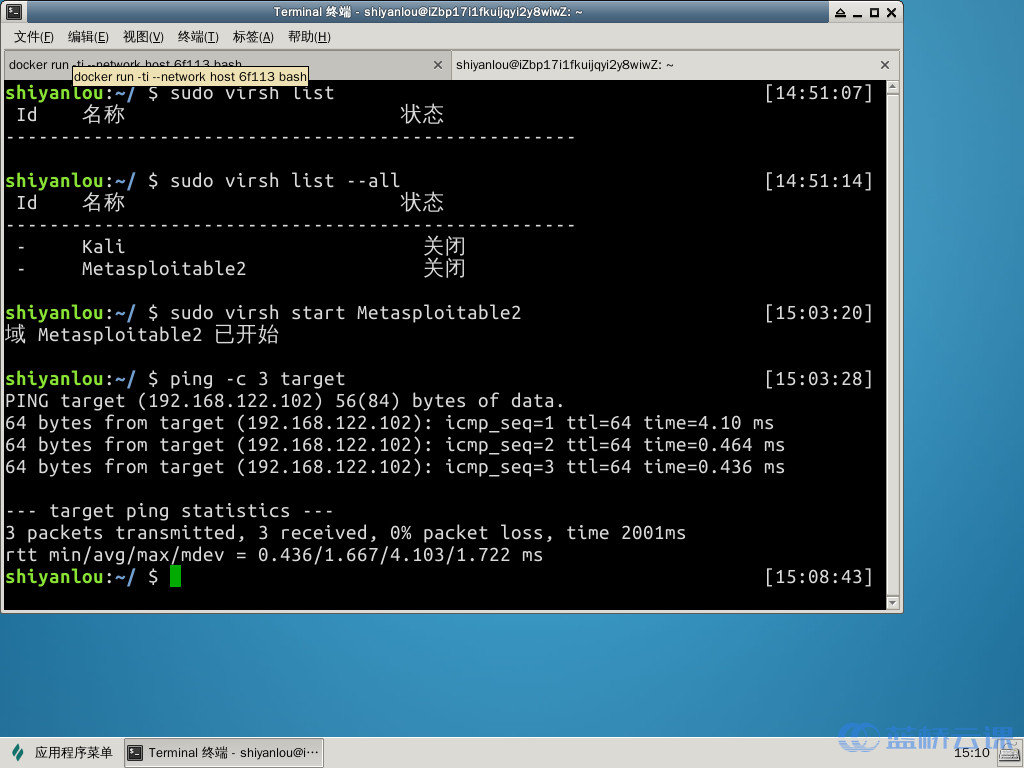 Terminal 终端 - shiyanlou@iZbp17i1fkuijqyi2y8wiwZ: ~
文件(F) 编辑(E) 视图(V) 终端(T) 标签(A) 帮助(H)
docker run -ti --network host 6f113 bash
shiyanlou@iZbp17i1fkuijqyi2y8wiwZ: ~
docker run -ti --network host 6f113 bash
shiyanlou:~/ $ sudo virsh list [14:51:07]
Id 名称 状态
----------------------------------------------------
shiyanlou:~/ $ sudo virsh list --all [14:51:14]
Id 名称 状态
----------------------------------------------------
- Kali 关闭
- Metasploitable2 关闭
shiyanlou:~/ $ sudo virsh start Metasploitable2 [15:03:20]
域 Metasploitable2 已开始
shiyanlou:~/ $ ping -c 3 target [15:03:28]
PING target (192.168.122.102) 56(84) bytes of data.
64 bytes from target (192.168.122.102): icmp_seq=1 ttl=64 time=4.10 ms
64 bytes from target (192.168.122.102): icmp_seq=2 ttl=64 time=0.464 ms
64 bytes from target (192.168.122.102): icmp_seq=3 ttl=64 time=0.436 ms
--- target ping statistics ---
3 packets transmitted, 3 received, 0% packet loss, time 2001ms
rtt min/avg/max/mdev = 0.436/1.667/4.103/1.722 ms
shiyanlou:~/ $ [15:08:43]
蓝桥云课
应用程序菜单 Terminal 终端 - shiyanlou@i··· 15:10